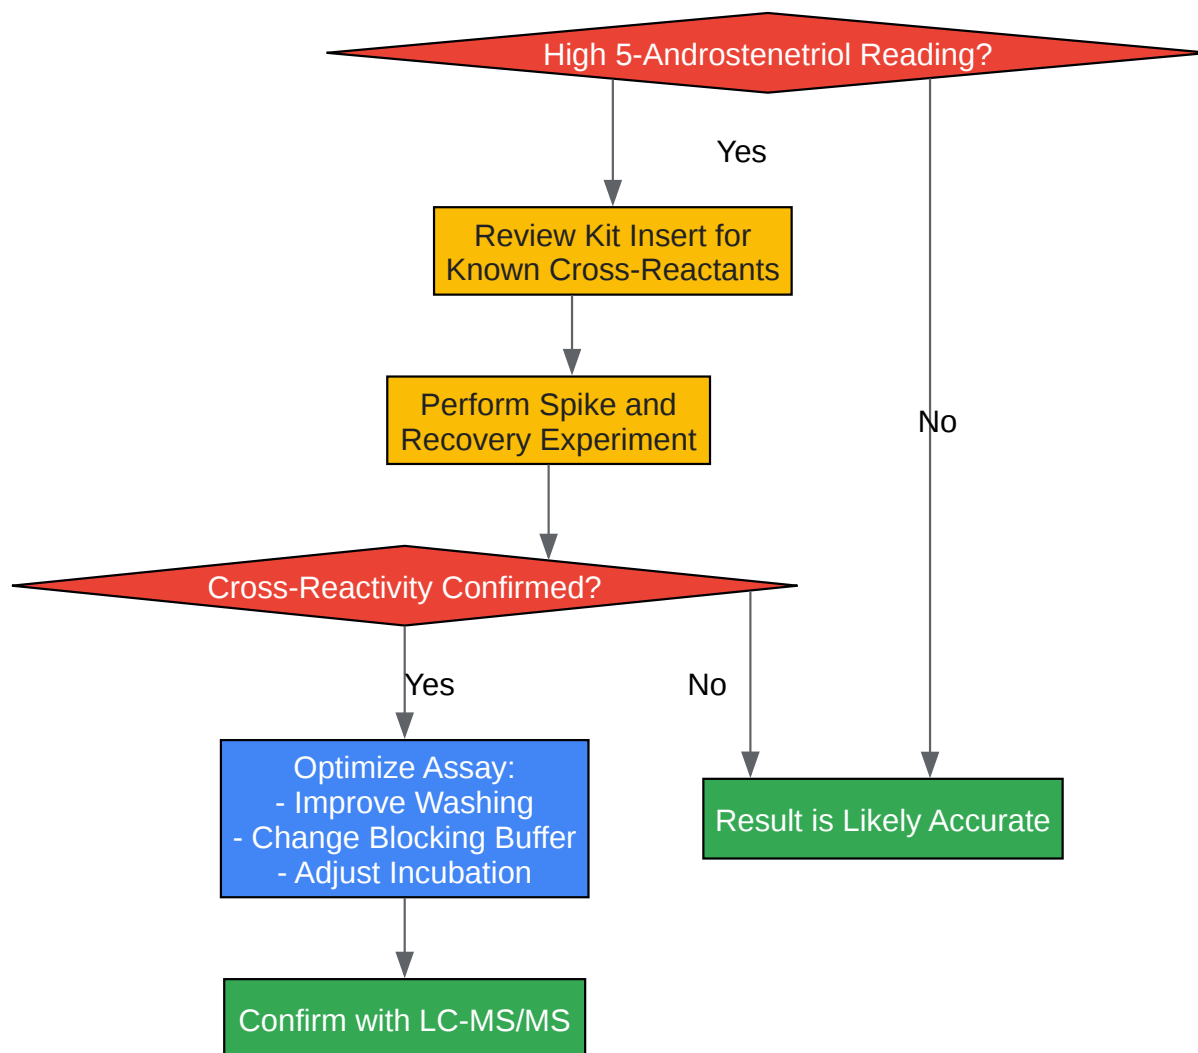 High 5-Androstenetriol Reading?
Yes
Review Kit Insert for
Known Cross-Reactants
Perform Spike and
Recovery Experiment
No
Cross-Reactivity Confirmed?
Yes
No
Optimize Assay:
- Improve Washing
- Change Blocking Buffer
- Adjust Incubation
Result is Likely Accurate
Confirm with LC-MS/MS